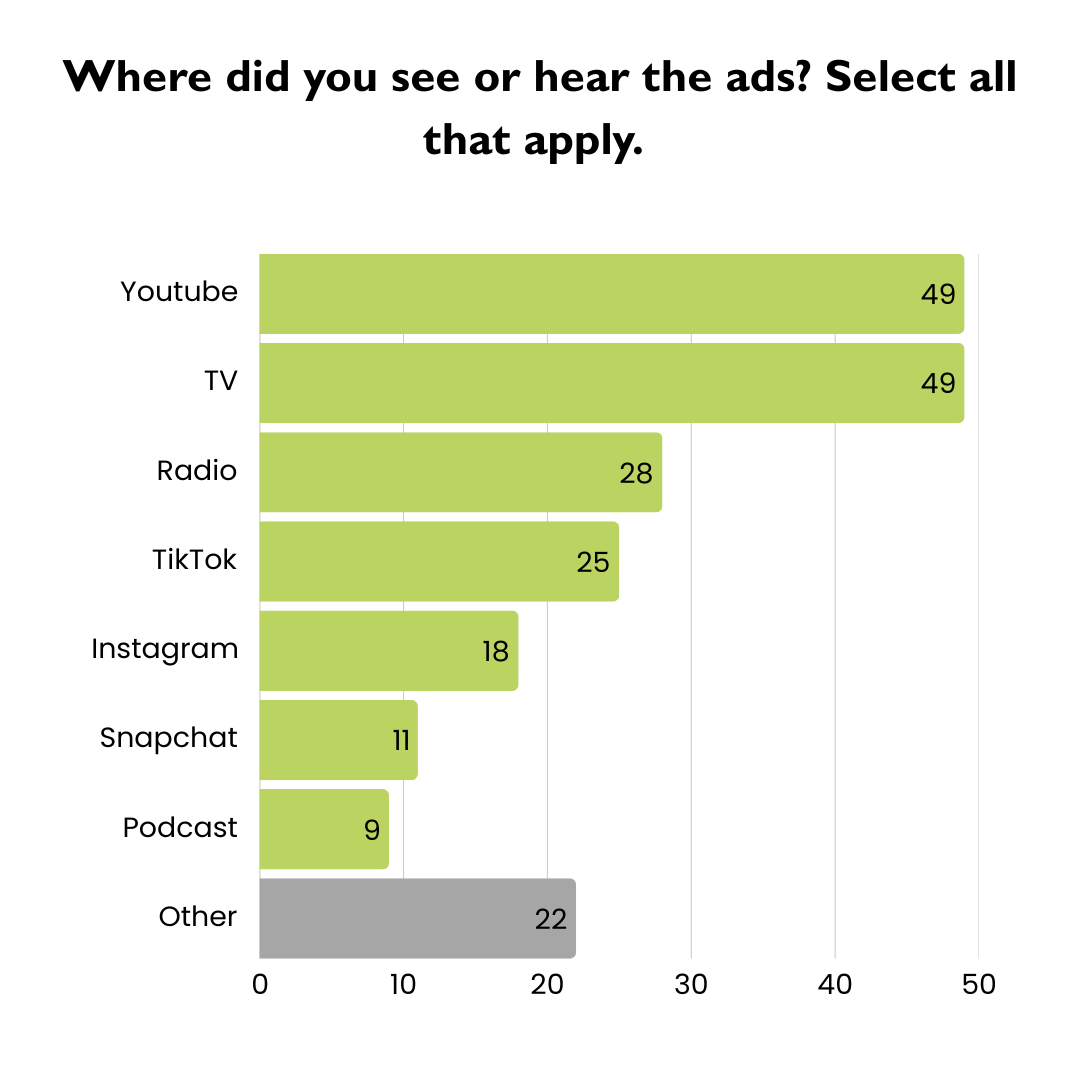 Where did you see or hear the ads? Select all
that apply.
Youtube 49
TV 49
Radio 28
TikTok 25
Instagram 18
Snapchat 11
Podcast 9
Other 22
0 10 20 30 40 50